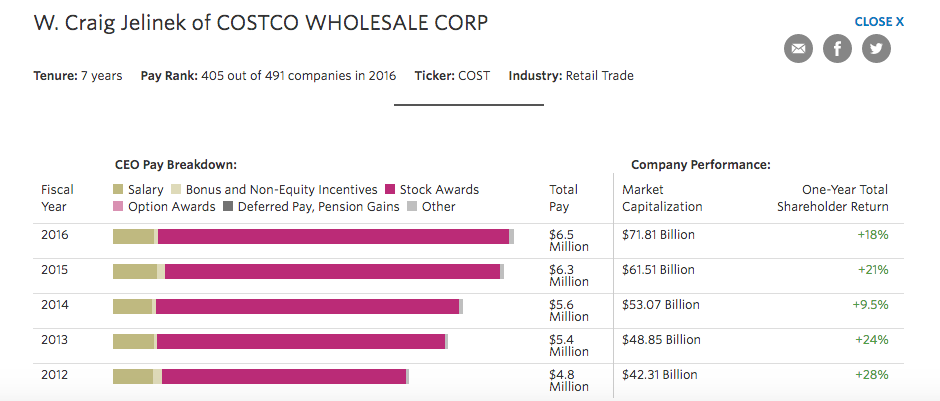 W. Craig Jelinek of COSTCO WHOLESALE CORP
CLOSE X
Tenure: 7 years Pay Rank: 405 out of 491 companies in 2016 Ticker: COST Industry: Retail Trade
CEO Pay Breakdown: Company Performance:
Fiscal Year
Salary Bonus and Non-Equity Incentives Stock Awards
Option Awards Deferred Pay, Pension Gains Other
Total Pay
Market Capitalization
One-Year Total Shareholder Return
2016 $6.5 Million $71.81 Billion +18%
2015 $6.3 Million $61.51 Billion +21%
2014 $5.6 Million $53.07 Billion +9.5%
2013 $5.4 Million $48.85 Billion +24%
2012 $4.8 Million $42.31 Billion +28%